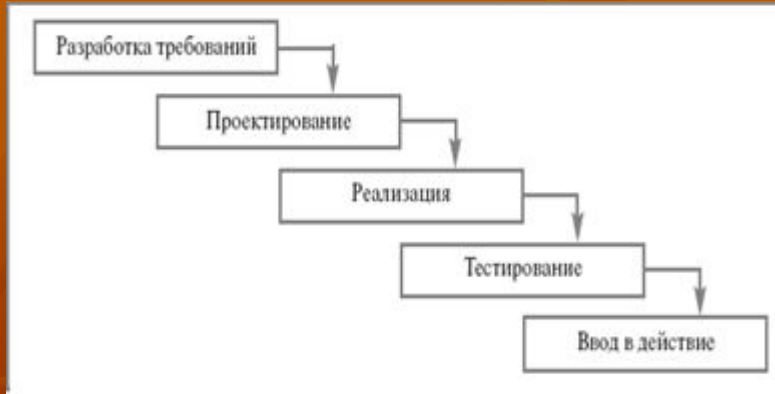 Разработка требований
Проектирование
Реализация
Тестирование
Ввод в действие